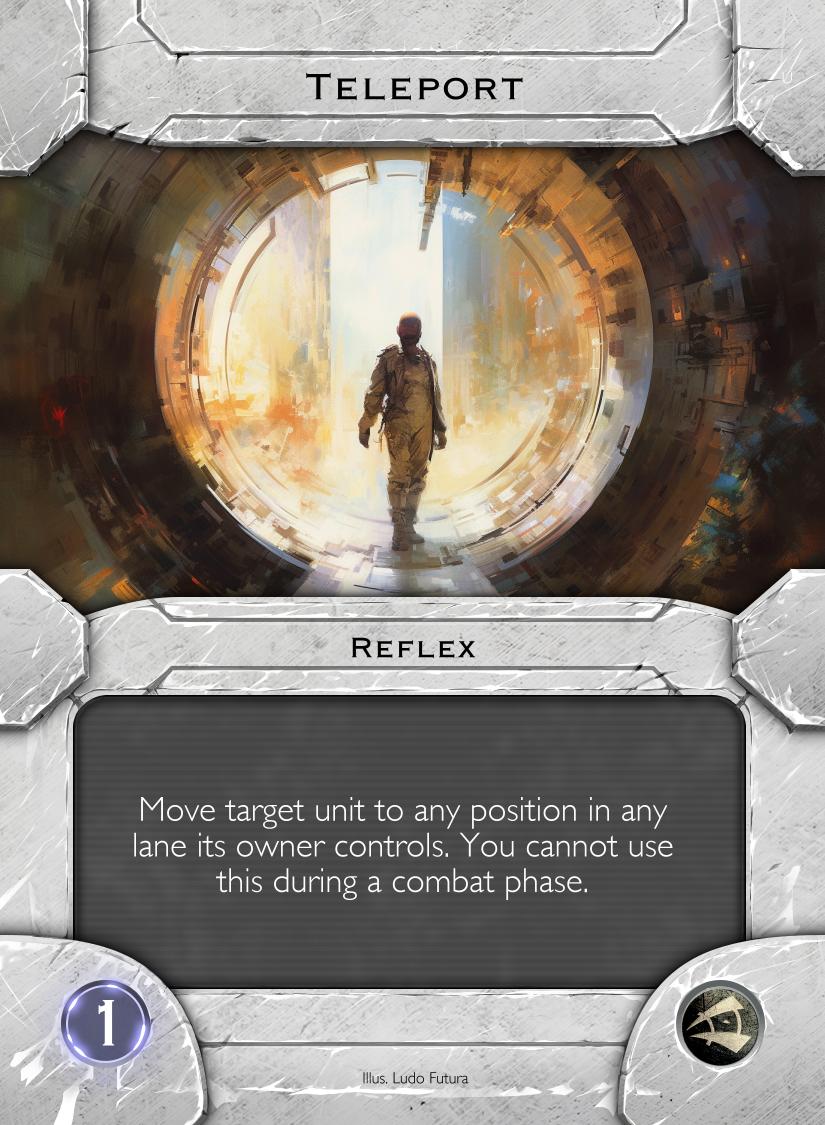 Teleport
Reflex
Move target unit to any position in any
lane its owner controls. You cannot use
this during a combat phase.
1
Illus. Ludo Futura